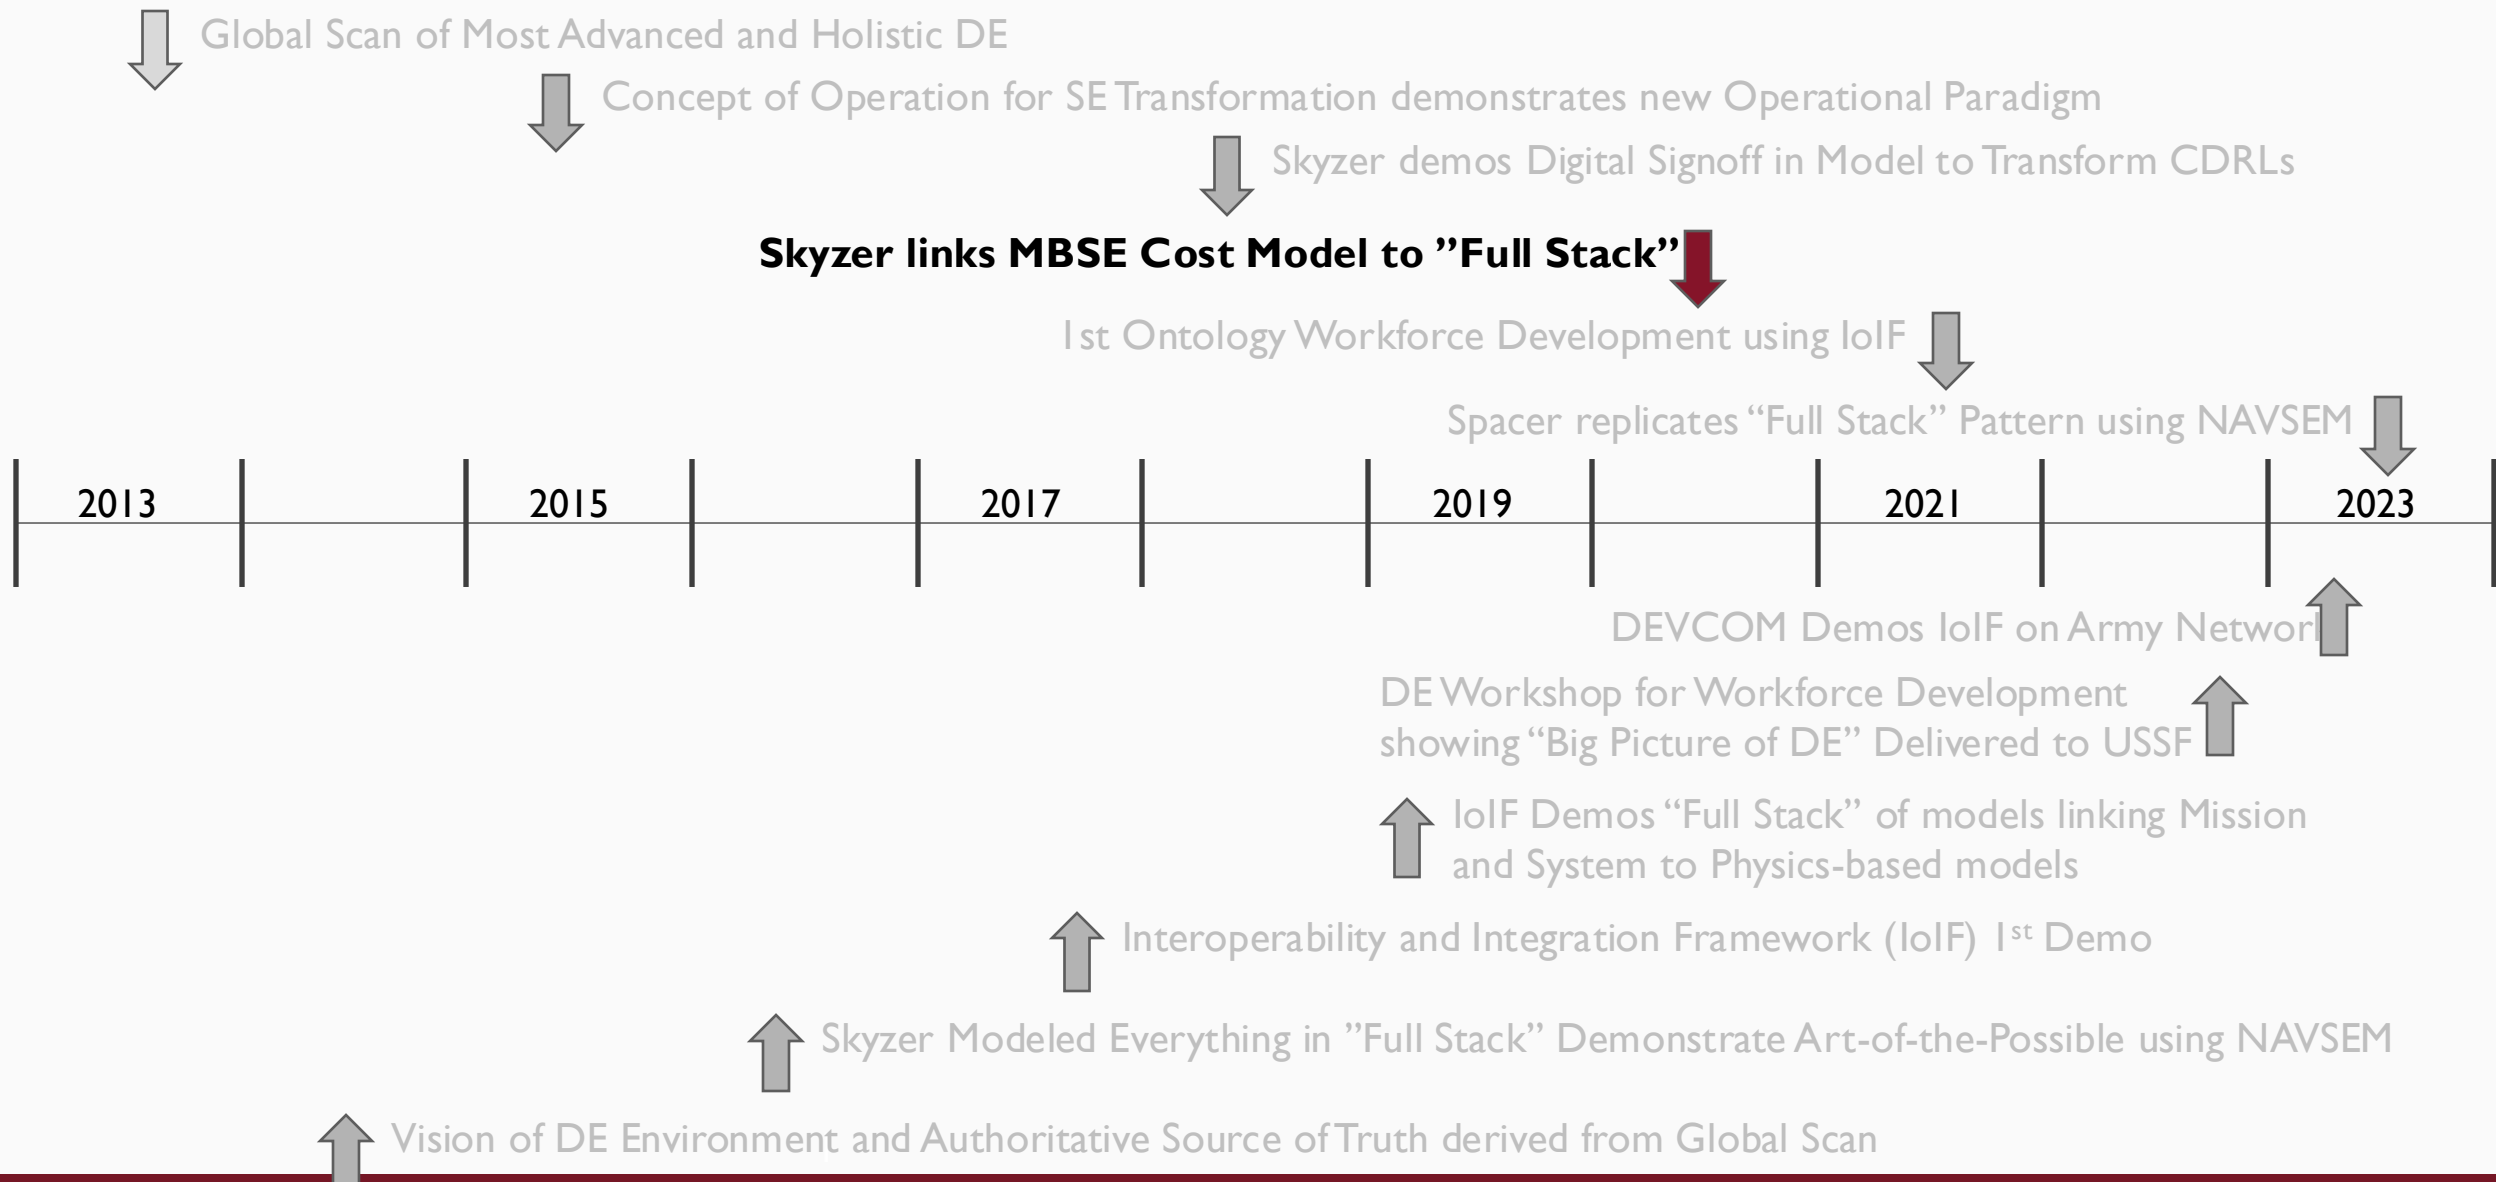 Global Scan of Most Advanced and Holistic DE
Concept of Operation for SE Transformation demonstrates new Operational Paradigm
Skyzer demos Digital Signoff in Model to Transform CDRLs
Skyzer links MBSE Cost Model to ”Full Stack”
1st Ontology Workforce Development using IoIF
Spacer replicates “Full Stack” Pattern using NAVSEM
2013 2015 2017 2019 2021 2023
DEVCOM Demos IoIF on Army Network
DE Workshop for Workforce Development
showing “Big Picture of DE” Delivered to USSF
IoIF Demos “Full Stack” of models linking Mission
and System to Physics-based models
Interoperability and Integration Framework (IoIF) 1st Demo
Skyzer Modeled Everything in ”Full Stack” Demonstrate Art-of-the-Possible using NAVSEM
Vision of DE Environment and Authoritative Source of Truth derived from Global Scan